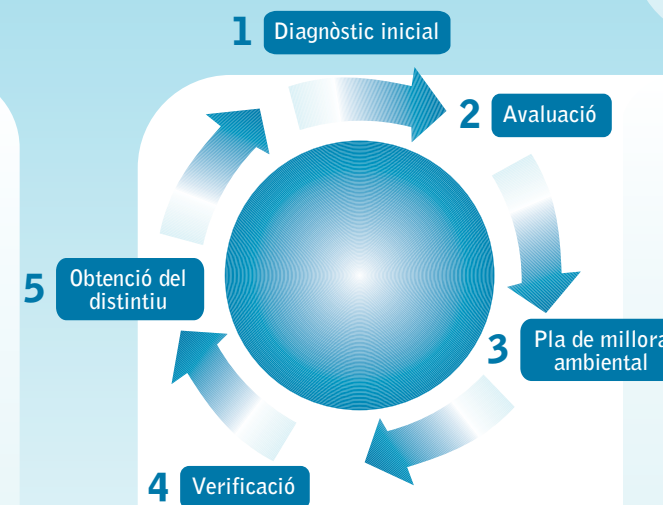 1 Diagnòstic inicial
2 Avaluació
3 Pla de millora
ambiental
4 Verificació
5 Obtenció del
distintiu